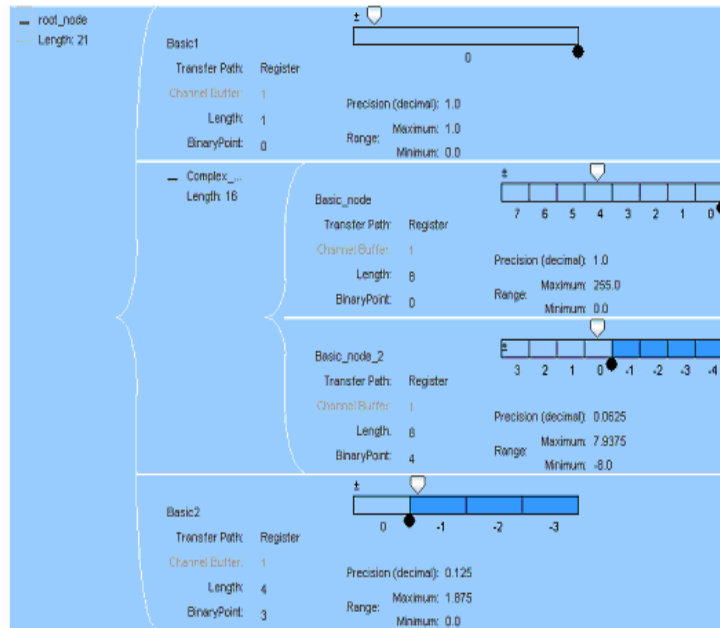 root_node
Length: 21
±
Basic1
0
Transfer Path: Register
Channel Buffer: 1
Length: 1
BinaryPoint: 0
Precision (decimal): 1.0
Range: Maximum: 1.0
Minimum: 0.0
Complex_...
Length: 16
±
Basic_node
7 6 5 4 3 2 1 0
Transfer Path: Register
Channel Buffer: 1
Length: 8
BinaryPoint: 0
Precision (decimal): 1.0
Range: Maximum: 255.0
Minimum: 0.0
±
Basic_node_2
3 2 1 0 -1 -2 -3 -4
Transfer Path: Register
Channel Buffer: 1
Length: 8
BinaryPoint: 4
Precision (decimal): 0.0625
Range: Maximum: 7.9375
Minimum: -8.0
±
Basic2
0 -1 -2 -3
Transfer Path: Register
Channel Buffer: 1
Length: 4
BinaryPoint: 3
Precision (decimal): 0.125
Range: Maximum: 1.875
Minimum: 0.0